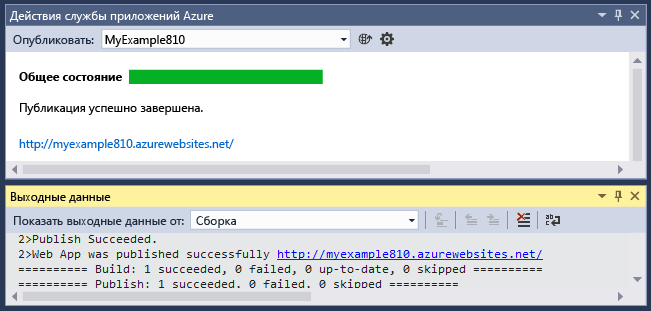 Действия службы приложений Azure
Опубликовать: MyExample810
Общее состояние
Публикация успешно завершена.
http://myexample810.azurewebsites.net/
Выходные данные
Показать выходные данные от: Сборка
2>Publish Succeeded.
2>Web App was published successfully http://myexample810.azurewebsites.net/
========== Build: 1 succeeded, 0 failed, 0 up-to-date, 0 skipped ==========
========== Publish: 1 succeeded, 0 failed, 0 skipped ==========